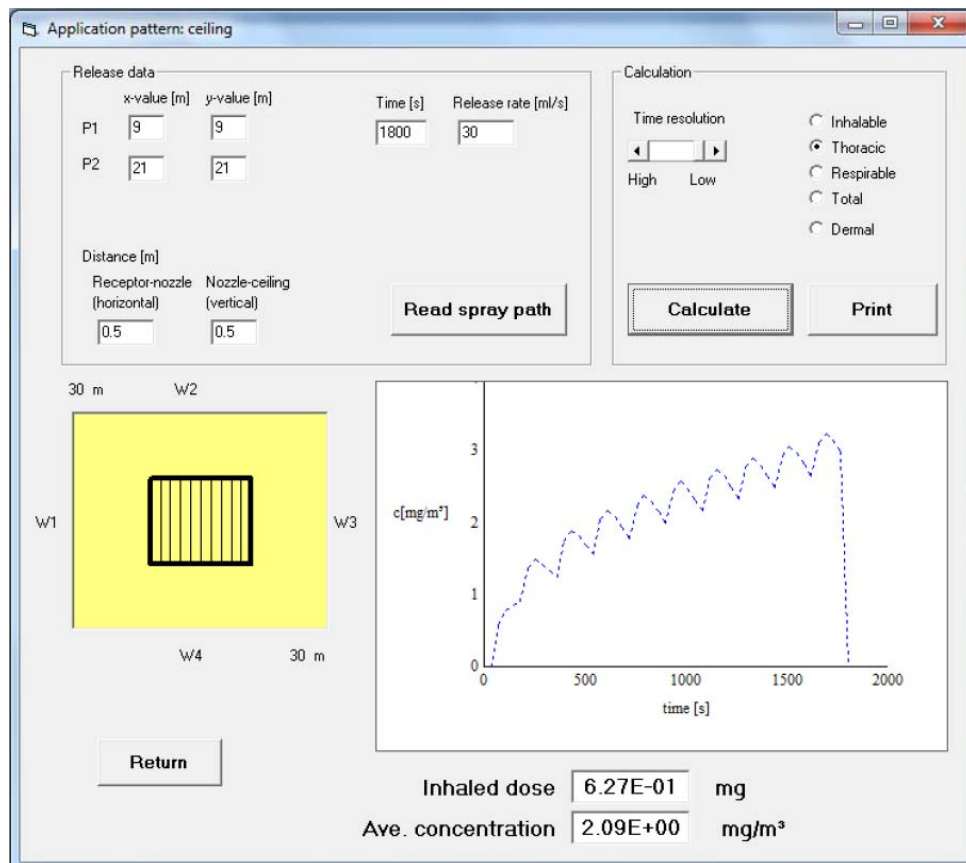 Application pattern: ceiling
Release data
x-value [m] y-value [m]
Time [s] Release rate [ml/s]
P1 9 9 1800 30
P2 21 21
Distance [m]
Receptor-nozzle Nozzle-ceiling
(horizontal) (vertical)
0.5 0.5
Read spray path
Calculation
Time resolution
High Low
Inhalable
Thoracic
Respirable
Total
Dermal
Calculate Print
30 m W2
W1 W3
W4 30 m
c[mg/m³]
3
2
1
0
0 500 1000 1500 2000
time [s]
Return
Inhaled dose 6.27E-01 mg
Ave. concentration 2.09E+00 mg/m³